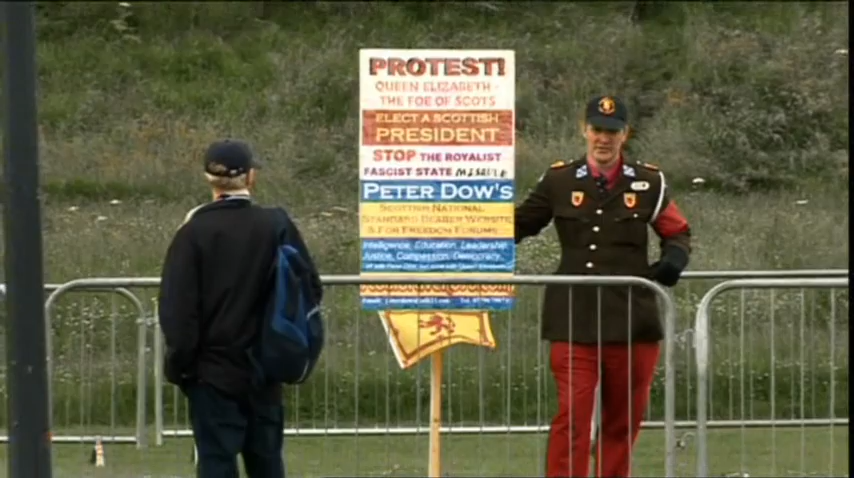 PROTEST!
QUEEN ELIZABETH -
THE FOE OF SCOTS
ELECT A SCOTTISH
PRESIDENT
STOP THE ROYALIST
FASCIST STATE
PETER DOW'S
SCOTTISH NATIONAL
STANDARD BEARER WEBSITE
& FOR FREEDOM FORUMS
Intelligence, Education, Leadership,
Justice, Compassion, Democracy,